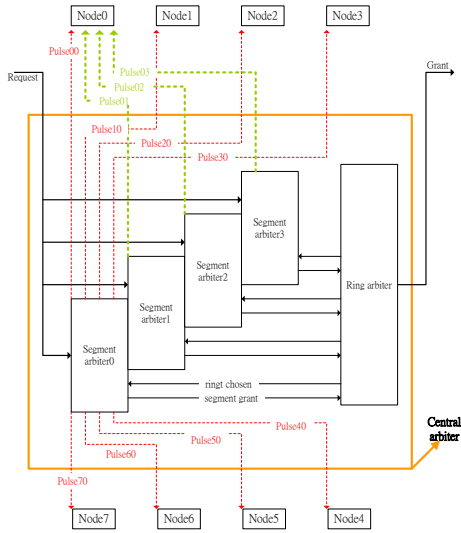 Node0
Node1
Node2
Node3
Pulse00
Grant
Request
Pulse03
Pulse02
Pulse01
Pulse10
Pulse20
Pulse30
Segment
arbiter3
Segment
arbiter2
Ring arbiter
Segment
arbiter1
Segment
arbiter0
ringt chosen
segment grant
Pulse40
Central
arbiter
Pulse50
Pulse60
Pulse70
Node7
Node6
Node5
Node4